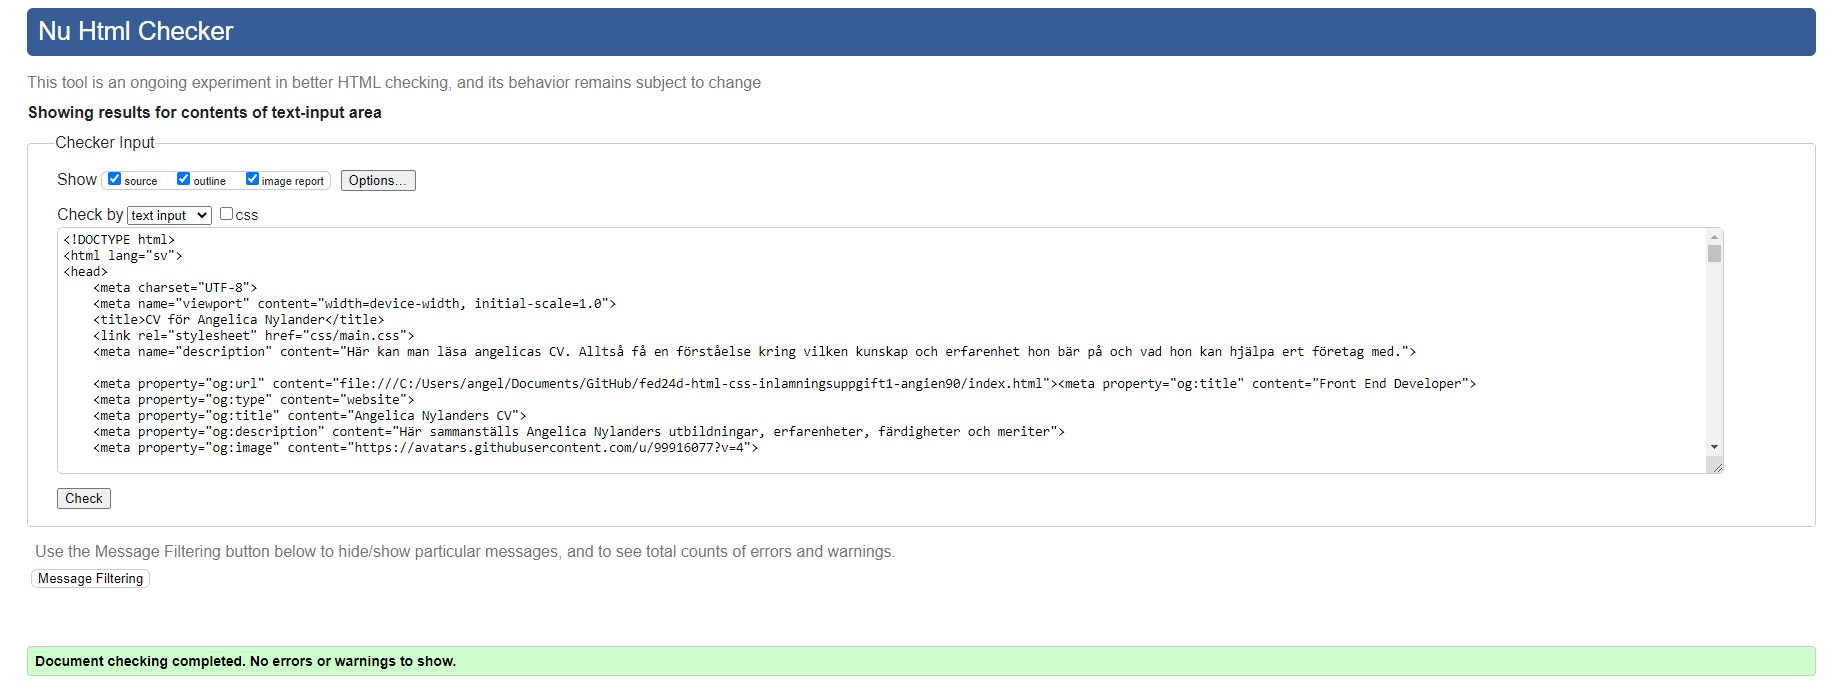 Nu Html Checker
This tool is an ongoing experiment in better HTML checking, and its behavior remains subject to change
Showing results for contents of text-input area
Checker Input
Show source outline image report Options...
Check by text input css
<!DOCTYPE html>
<html lang="sv">
<head>
    <meta charset="UTF-8">
    <meta name="viewport" content="width=device-width, initial-scale=1.0">
    <title>CV för Angelica Nylander</title>
    <link rel="stylesheet" href="css/main.css">
    <meta name="description" content="Här kan man läsa angelicas CV. Alltså få en förståelse kring vilken kunskap och erfarenhet hon bär på och vad hon kan hjälpa ert företag med.">
    <meta property="og:url" content="file:///C:/Users/angel/Documents/GitHub/fed24d-html-css-inlamningsuppgift1-angien90/index.html"><meta property="og:title" content="Front End Developer">
    <meta property="og:type" content="website">
    <meta property="og:title" content="Angelica Nylanders CV">
    <meta property="og:description" content="Här sammanställs Angelica Nylanders utbildningar, erfarenheter, färdigheter och meriter">
    <meta property="og:image" content="https://avatars.githubusercontent.com/u/99916077?v=4">
Check
Use the Message Filtering button below to hide/show particular messages, and to see total counts of errors and warnings.
Message Filtering
Document checking completed. No errors or warnings to show.